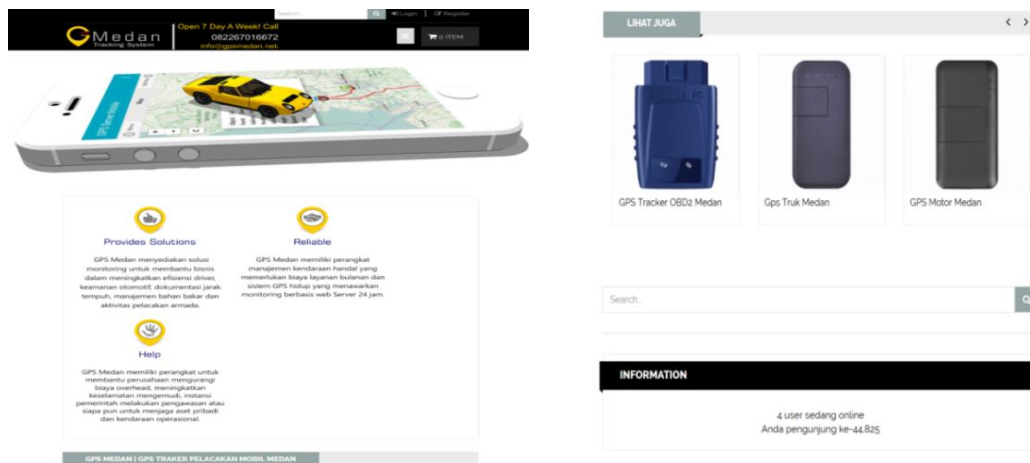 Search..
Login | Register
GMedan
Tracking System
Open 7 Day A Week! Call
082267016672
info@gpsmedan.net
0 ITEM
Provides Solutions
GPS Medan menyediakan solusi
monitoring untuk membantu bisnis
dalam meningkatkan efisiensi driver,
keamanan otomotif, dokumentasi jarak
tempuh, manajemen bahan bakar dan
aktivitas pelacakan armada.
Reliable
GPS Medan memiliki perangkat
manajemen kendaraan handal yang
memerlukan biaya layanan bulanan dan
sistem GPS hidup yang menawarkan
monitoring berbasis web Server 24 jam.
Help
GPS Medan memiliki perangkat untuk
membantu perusahaan mengurangi
biaya overhead, meningkatkan
keselamatan mengemudi, instansi
pemerintah melakukan pengawasan atau
siapa pun untuk menjaga aset pribadi
dan kendaraan operasional.
GPS MEDAN | GPS TRAKER PELACAKAN MOBIL MEDAN
LIHAT JUGA
GPS Tracker OBD2 Medan
Gps Truk Medan
GPS Motor Medan
Search..
INFORMATION
4 user sedang online
Anda pengunjung ke-44.825